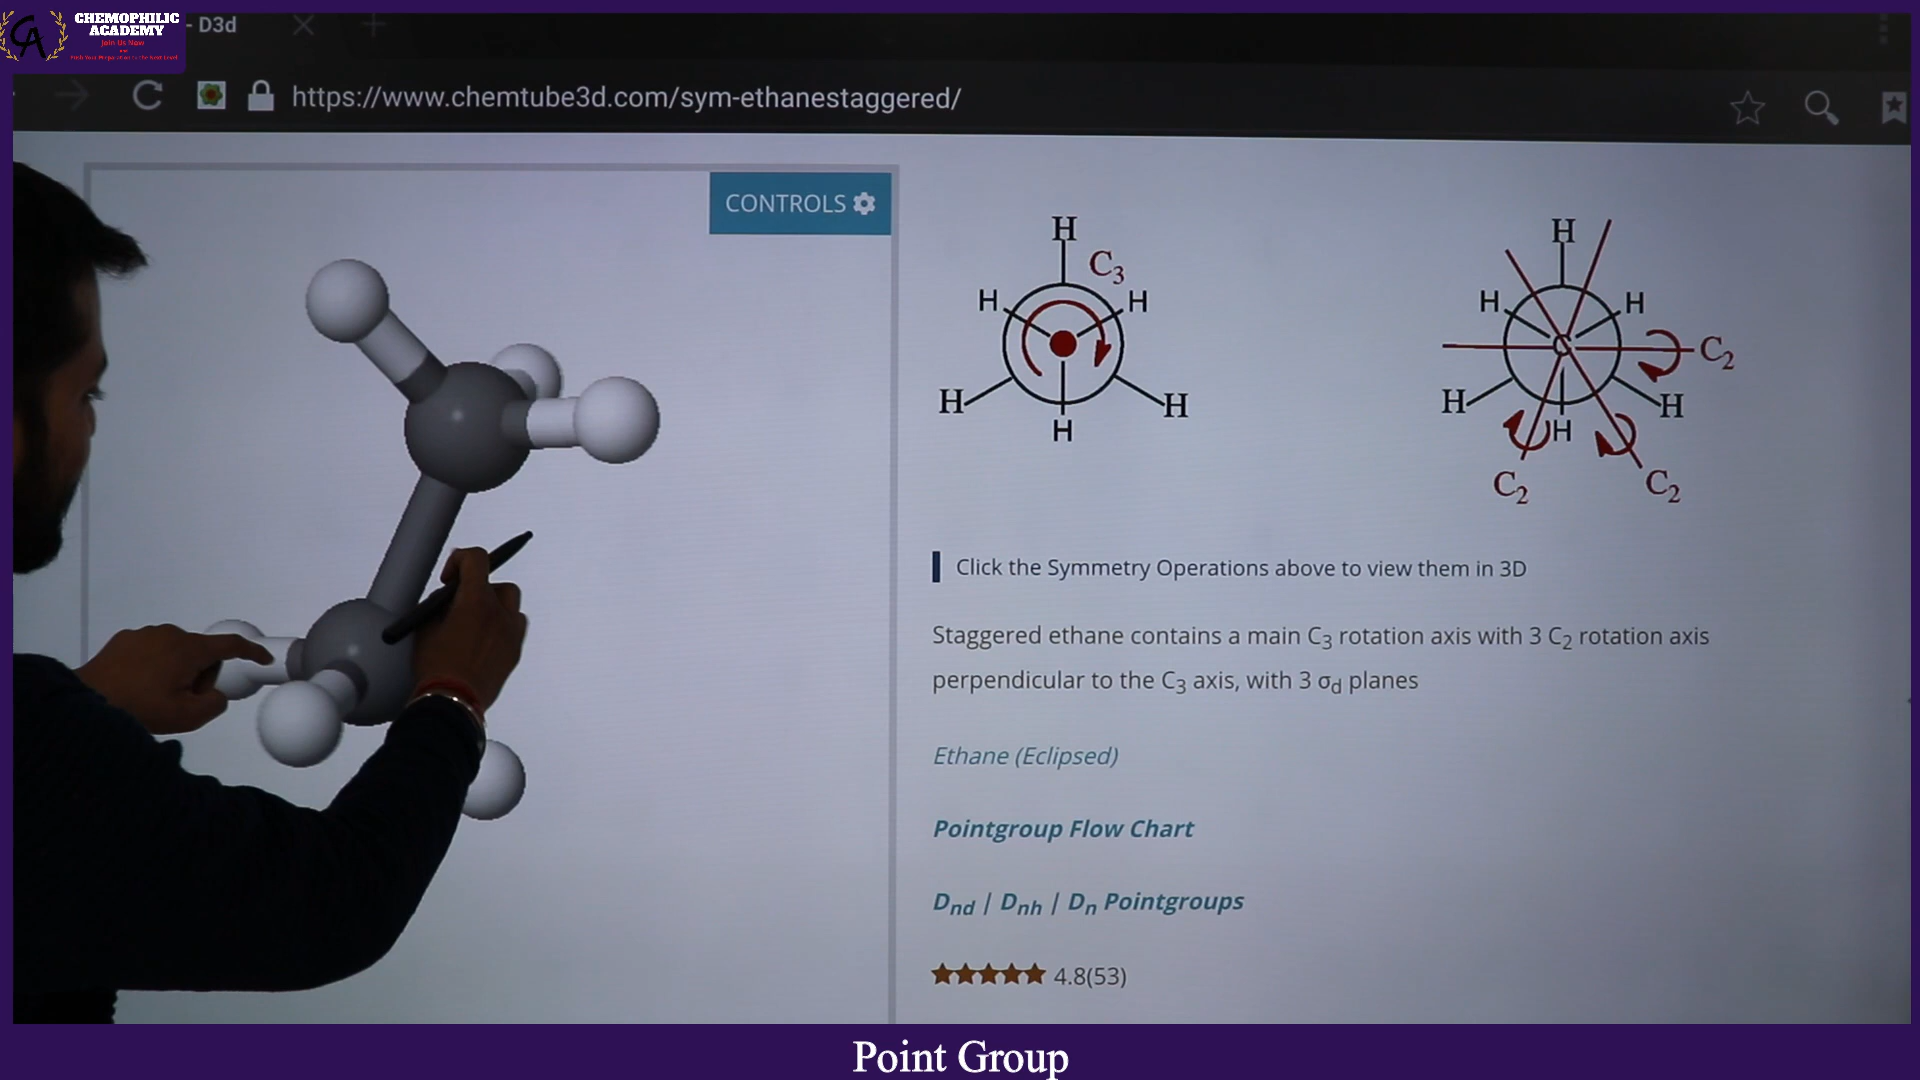 CHEMOPHILIC
ACADEMY
Join Us Now
- D3d
https://www.chemtube3d.com/sym-ethanestaggered/
CONTROLS
H
C3
H
H
H
H
H
H
H
H
C
C2
H
H
H
C2
C2
Click the Symmetry Operations above to view them in 3D
Staggered ethane contains a main C3 rotation axis with 3 C2 rotation axis
perpendicular to the C3 axis, with 3 σd planes
Ethane (Eclipsed)
Pointgroup Flow Chart
Dnd | Dnh | Dn Pointgroups
4.8(53)
Point Group